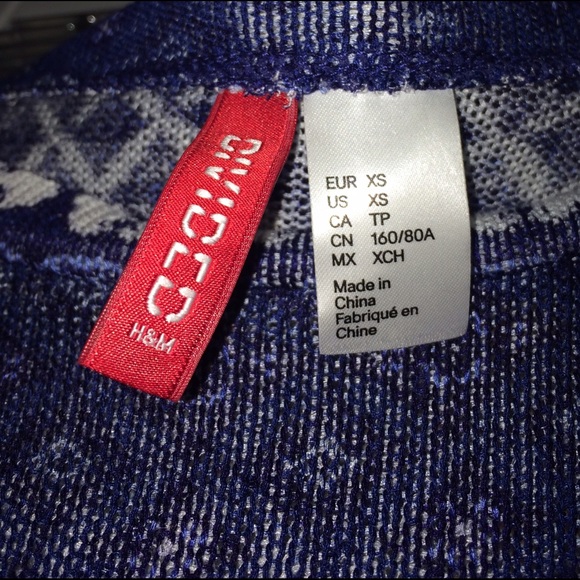 DIVIDED
H&M
EUR XS
US XS
CA TP
CN 160/80A
MX XCH
Made in
China
Fabriqué en
Chine